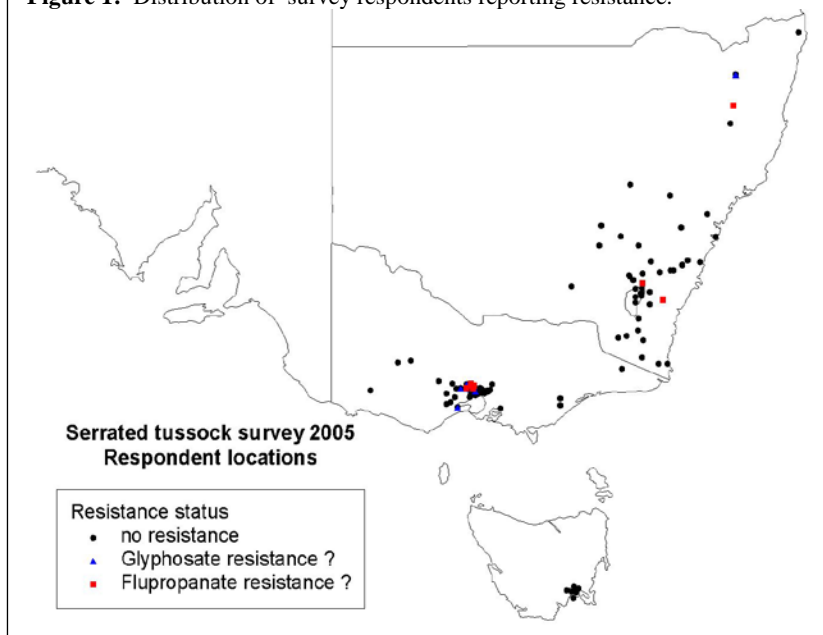 Figure 1: Distribution of survey respondents reporting resistance.
Serrated tussock survey 2005
Respondent locations
Resistance status
no resistance
Glyphosate resistance ?
Flupropanate resistance ?